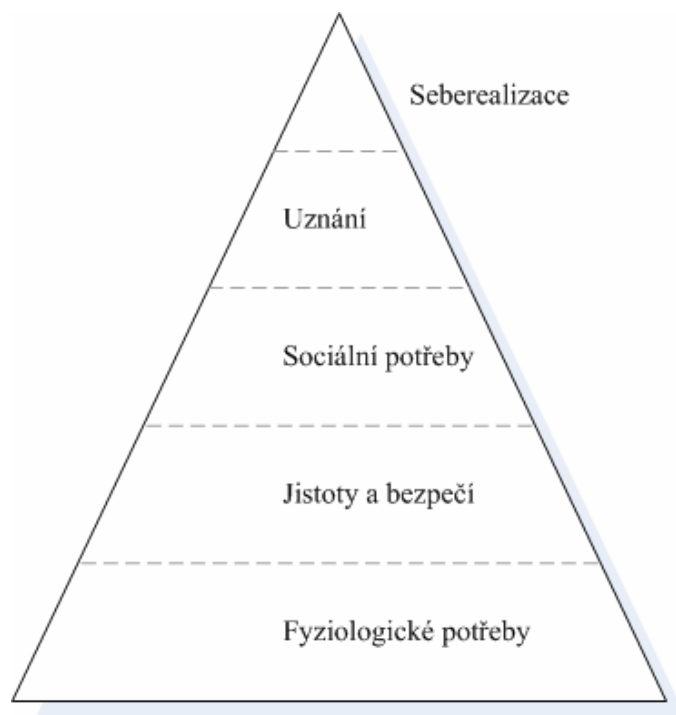 Seberealizace
Uznání
Sociální potřeby
Jistoty a bezpečí
Fyziologické potřeby